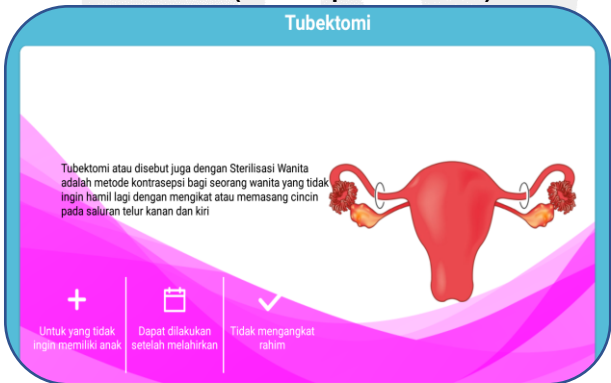 Tubektomi
Tubektomi atau disebut juga dengan Sterilisasi Wanita
adalah metode kontrasepsi bagi seorang wanita yang tidak
ingin hamil lagi dengan mengikat atau memasang cincin
pada saluran telur kanan dan kiri
Untuk yang tidak
ingin memiliki anak
Dapat dilakukan
setelah melahirkan
Tidak mengangkat
rahim